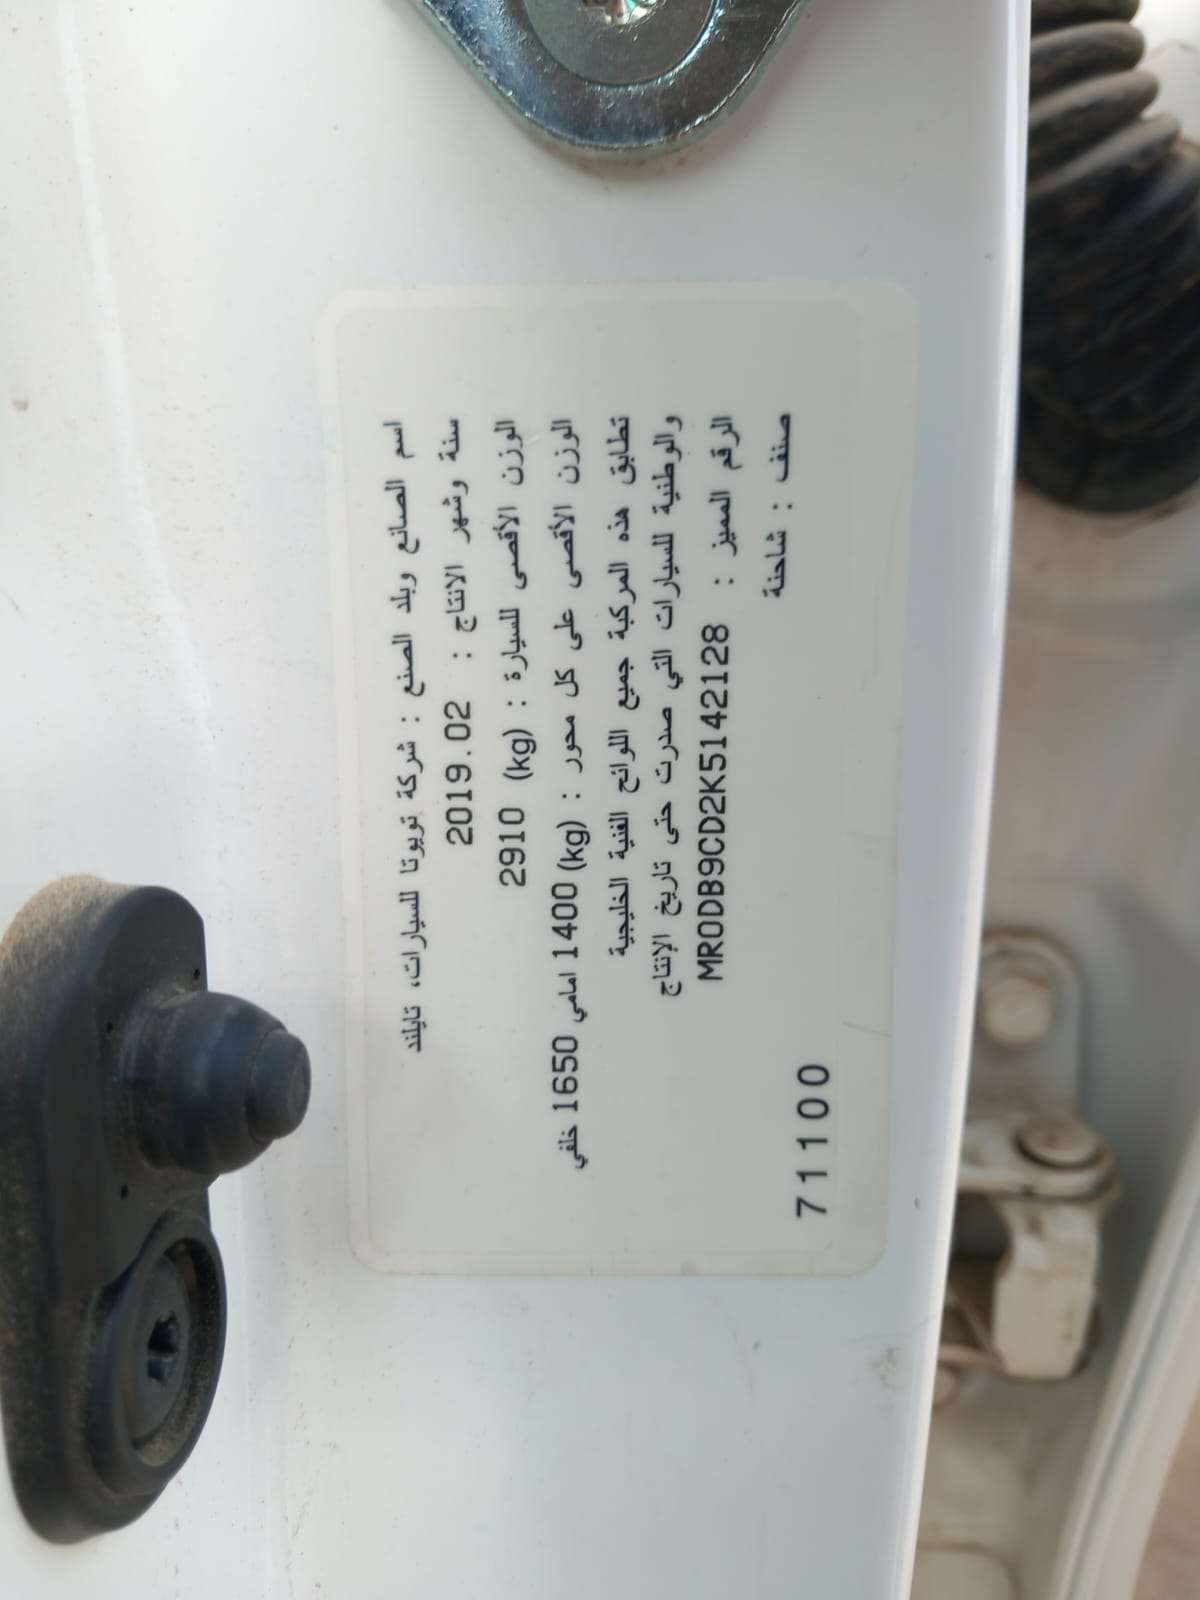 اسم الصانع وبلد الصنع : شركة تويوتا للسيارات، تايلند
سنة وشهر الانتاج : 2019.02
الوزن الأقصى للسيارة : (kg) 2910
الوزن الأقصى على كل محور : (kg) 1400 امامي 1650 خلفي
تطابق هذه المركبة جميع اللوائح الفنية الخليجية
والوطنية للسيارات التي صدرت حتى تاريخ الإنتاج
الرقم المميز : MR0DB9CD2K5142128
صنف : شاحنة
71100